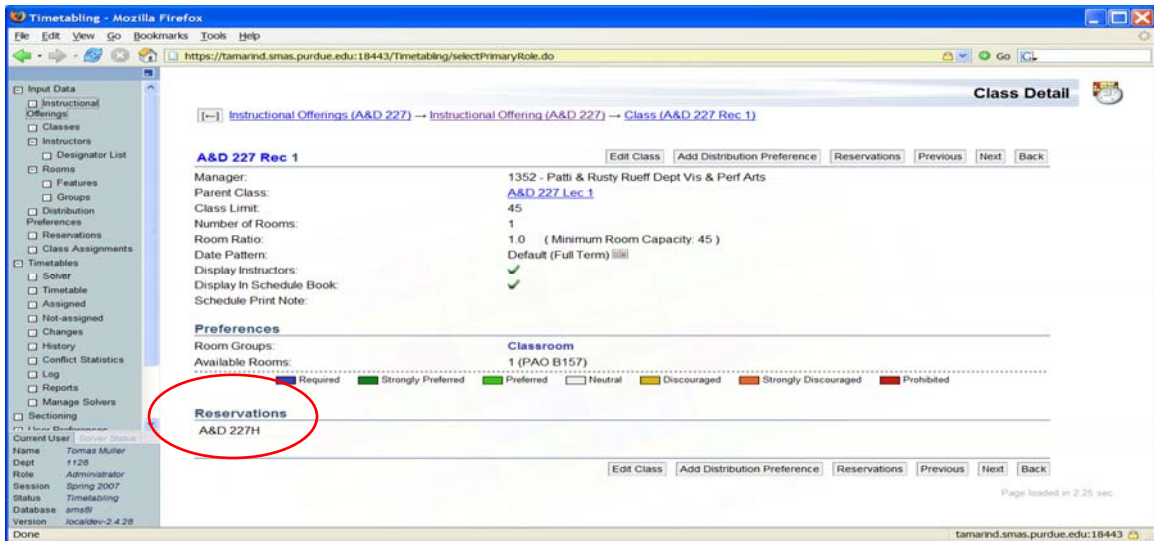 Timetabling - Mozilla Firefox
File Edit View Go Bookmarks Tools Help
https://tamarind.smas.purdue.edu:18443/Timetabling/selectPrimaryRole.do
Go
Input Data
Instructional
Offerings
Classes
Instructors
Designator List
Rooms
Features
Groups
Distribution
Preferences
Reservations
Class Assignments
Timetables
Solver
Timetable
Assigned
Not-assigned
Changes
History
Conflict Statistics
Log
Reports
Manage Solvers
Sectioning
User Preferences
Current User Solver Status
Name Tomas Muller
Dept 1128
Role Administrator
Session Spring 2007
Status Timetabling
Database
Version localdev-2.4.28
Class Detail
[←] Instructional Offerings (A&D 227) → Instructional Offering (A&D 227) → Class (A&D 227 Rec 1)
A&D 227 Rec 1 Edit Class Add Distribution Preference Reservations Previous Next Back
Manager: 1352 - Patti & Rusty Rueff Dept Vis & Perf Arts
Parent Class: A&D 227 Lec 1
Class Limit: 45
Number of Rooms: 1
Room Ratio: 1.0 ( Minimum Room Capacity: 45 )
Date Pattern: Default (Full Term)
Display Instructors: ✓
Display In Schedule Book: ✓
Schedule Print Note:
Preferences
Room Groups: Classroom
Available Rooms: 1 (PAO B157)
Required Strongly Preferred Preferred Neutral Discouraged Strongly Discouraged Prohibited
Reservations
A&D 227H
Edit Class Add Distribution Preference Reservations Previous Next Back
Page loaded in 2.25 sec.
Done tamarind.smas.purdue.edu:18443